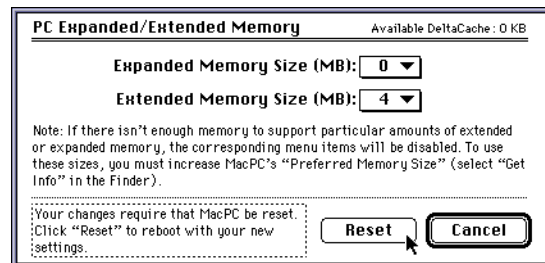 PC Expanded/Extended Memory Available DeltaCache: 0 KB
Expanded Memory Size (MB): 0
Extended Memory Size (MB): 4
Note: If there isn't enough memory to support particular amounts of extended
or expanded memory, the corresponding menu items will be disabled. To use
these sizes, you must increase MacPC's “Preferred Memory Size” (select “Get
Info” in the Finder).
Your changes require that MacPC be reset.
Click “Reset” to reboot with your new
settings.
Reset Cancel